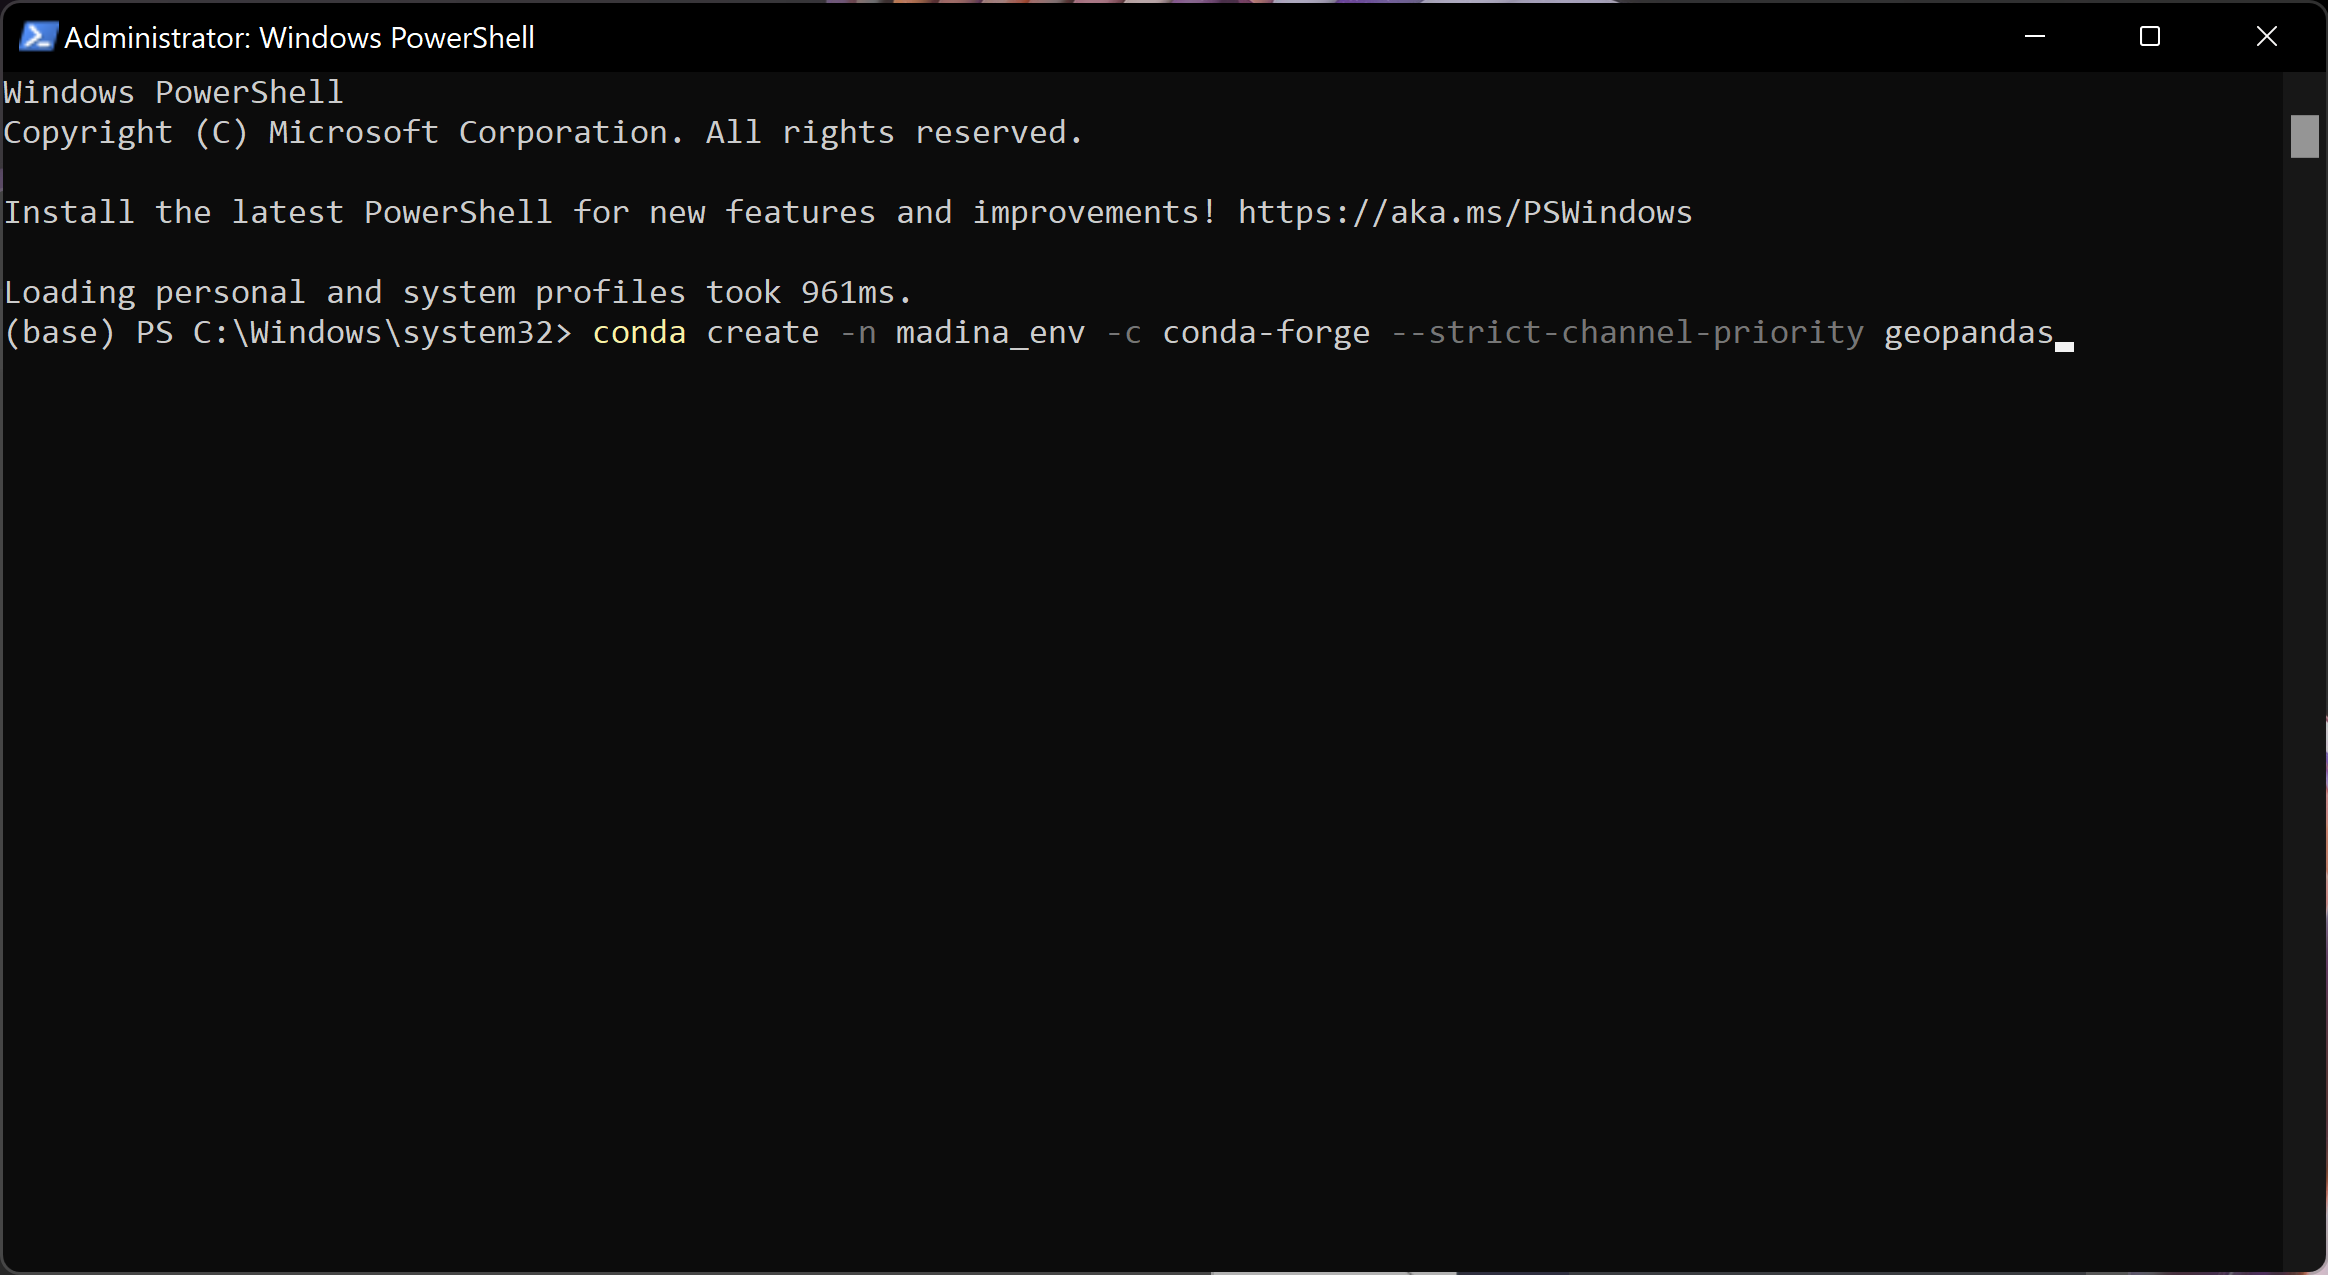 Administrator: Windows PowerShell
Windows PowerShell
Copyright (C) Microsoft Corporation. All rights reserved.
Install the latest PowerShell for new features and improvements! https://aka.ms/PSWindows
Loading personal and system profiles took 961ms.
(base) PS C:\Windows\system32> conda create -n madina_env -c conda-forge --strict-channel-priority geopandas